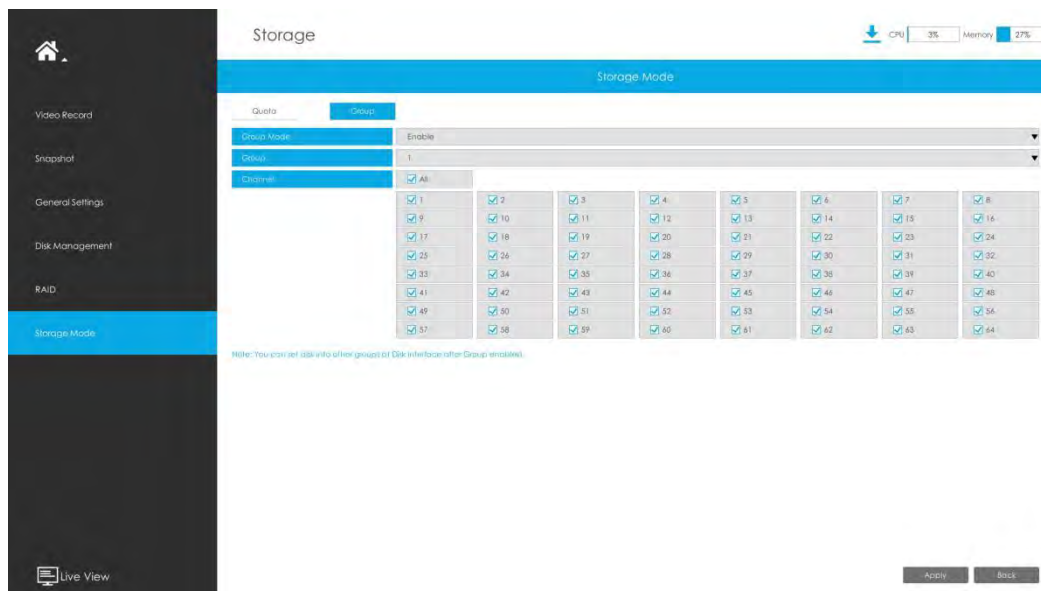 Storage
CPU 3% Memory 27%
Storage Mode
Video Record
Snapshot
General Settings
Disk Management
RAID
Storage Mode
Live View
Quota Group
Group Mode Enable
Group 1
Channel All
1 2 3 4 5 6 7 8
9 10 11 12 13 14 15 16
17 18 19 20 21 22 23 24
25 26 27 28 29 30 31 32
33 34 35 36 37 38 39 40
41 42 43 44 45 46 47 48
49 50 51 52 53 54 55 56
57 58 59 60 61 62 63 64
Note: You can set disk into other groups at Disk interface after Group enabled.
Apply Back